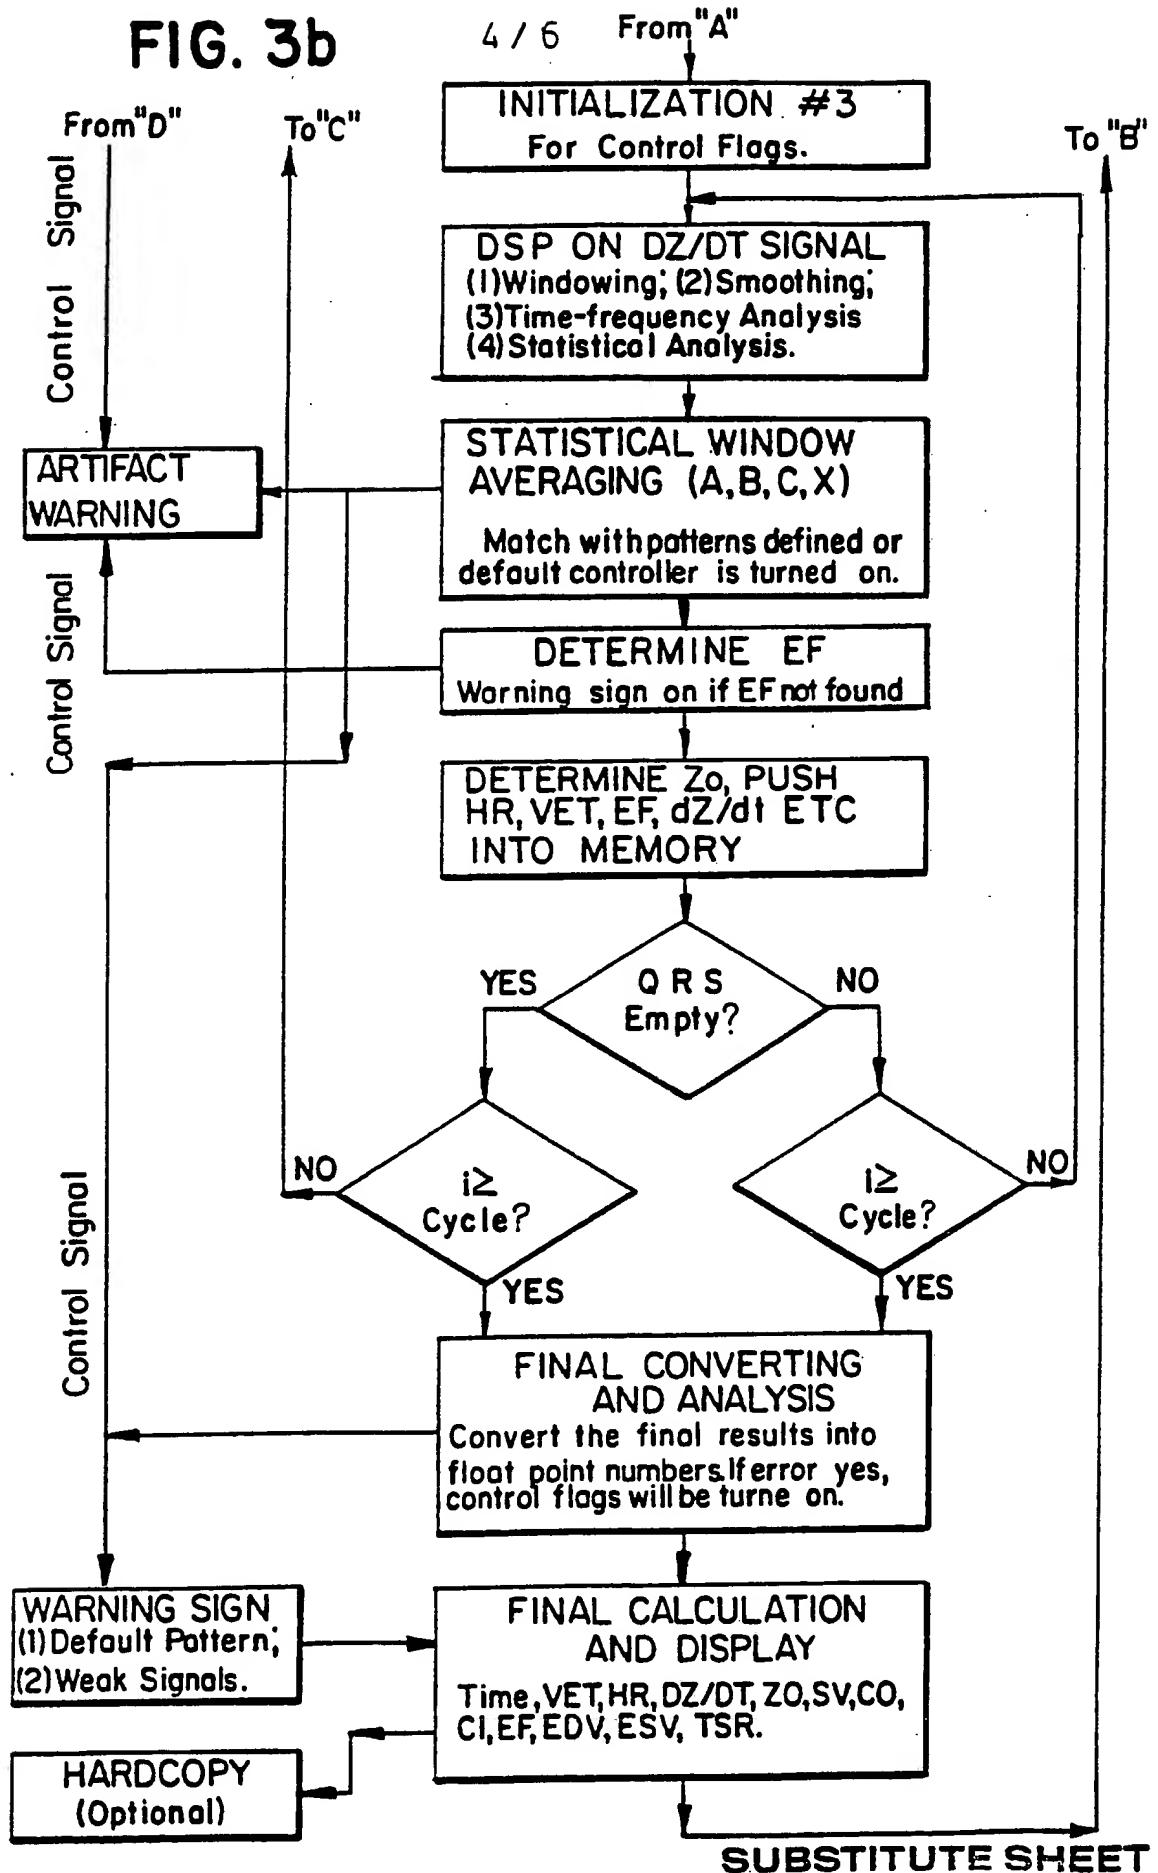 FIG. 3b
4 / 6
From "A"
INITIALIZATION #3
For Control Flags.
From "D"
To "C"
To "B"
Control Signal
DSP ON DZ/DT SIGNAL
(1) Windowing; (2) Smoothing;
(3) Time-frequency Analysis
(4) Statistical Analysis.
ARTIFACT
WARNING
STATISTICAL WINDOW
AVERAGING (A, B, C, X)
Match with patterns defined or
default controller is turned on.
Control Signal
DETERMINE EF
Warning sign on if EF not found
DETERMINE Zo, PUSH
HR, VET, EF, dZ/dt ETC
INTO MEMORY
YES
Q R S
Empty?
NO
NO
i≥
Cycle?
YES
i≥
Cycle?
NO
YES
Control Signal
FINAL CONVERTING
AND ANALYSIS
Convert the final results into
float point numbers. If error yes,
control flags will be turne on.
WARNING SIGN
(1) Default Pattern;
(2) Weak Signals.
FINAL CALCULATION
AND DISPLAY
Time, VET, HR, DZ/DT, ZO, SV, CO,
CI, EF, EDV, ESV, TSR.
HARDCOPY
(Optional)
SUBSTITUTE SHEET